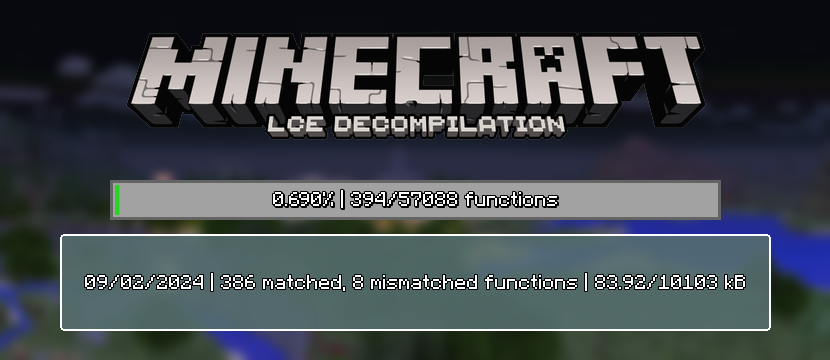 MINECRAFT
LCE DECOMPILATION
0.690% | 394/57088 functions
09/02/2024 | 386 matched, 8 mismatched functions | 83.92/10103 kB